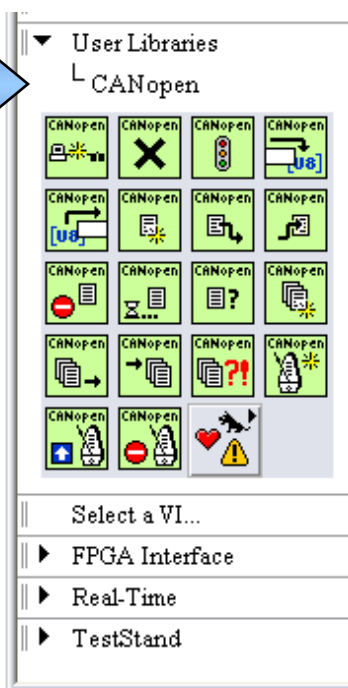 User Libraries
CANopen
CANopen CANopen CANopen CANopen
[U8]
CANopen CANopen CANopen CANopen
[U8]
CANopen CANopen CANopen CANopen
... ?
CANopen CANopen CANopen CANopen
?!
CANopen CANopen
Select a VI...
FPGA Interface
Real-Time
TestStand